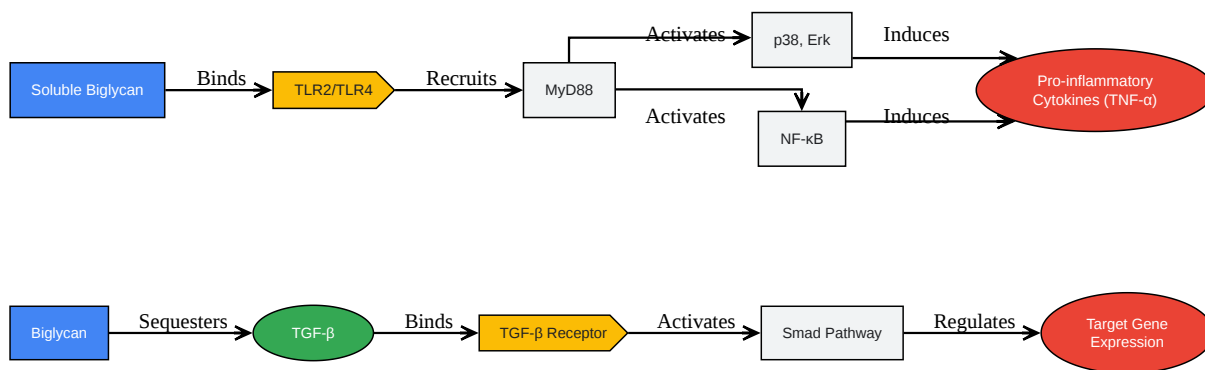 Activates
p38, Erk
Induces
Soluble Biglycan
Binds
TLR2/TLR4
Recruits
MyD88
Pro-inflammatory
Cytokines (TNF-α)
Activates
NF-κB
Induces
Biglycan
Sequesters
TGF-β
Binds
TGF-β Receptor
Activates
Smad Pathway
Regulates
Target Gene
Expression